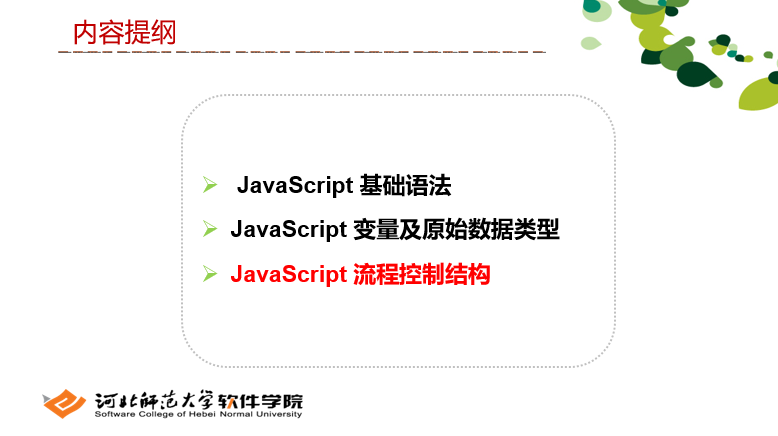 内容提纲
JavaScript 基础语法
JavaScript 变量及原始数据类型
JavaScript 流程控制结构
河北师范大学软件学院
Software College of Hebei Normal University